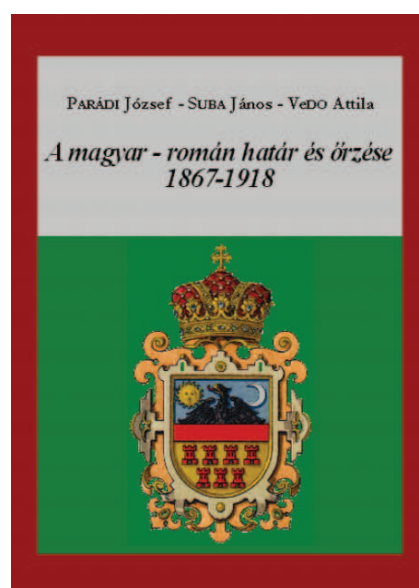 PARÁDI József - SUBA János - VEDO Attila
A magyar - román határ és őrzése
1867-1918